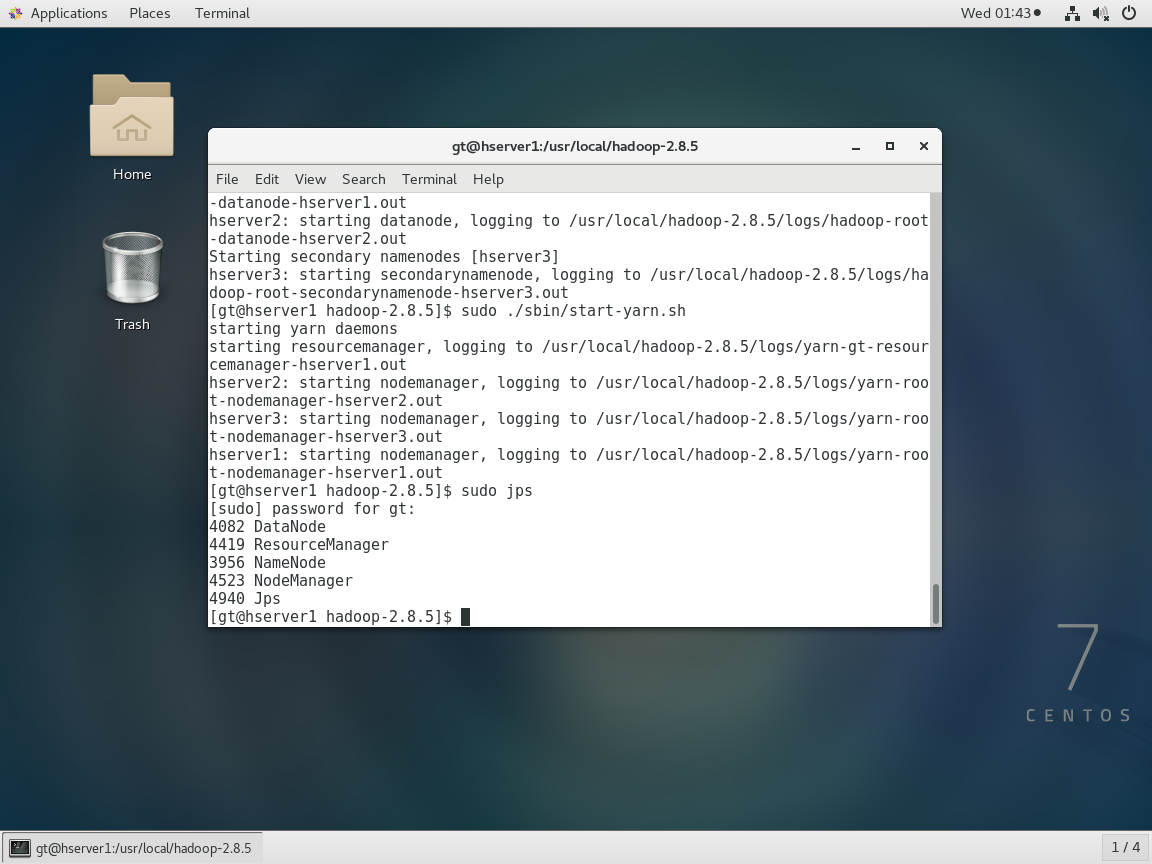 Applications Places Terminal Wed 01:43
Home
Trash
gt@hserver1:/usr/local/hadoop-2.8.5
File Edit View Search Terminal Help
-datanode-hserver1.out
hserver2: starting datanode, logging to /usr/local/hadoop-2.8.5/logs/hadoop-root
-datanode-hserver2.out
Starting secondary namenodes [hserver3]
hserver3: starting secondarynamenode, logging to /usr/local/hadoop-2.8.5/logs/ha
doop-root-secondarynamenode-hserver3.out
[gt@hserver1 hadoop-2.8.5]$ sudo ./sbin/start-yarn.sh
starting yarn daemons
starting resourcemanager, logging to /usr/local/hadoop-2.8.5/logs/yarn-gt-resour
cemanager-hserver1.out
hserver2: starting nodemanager, logging to /usr/local/hadoop-2.8.5/logs/yarn-roo
t-nodemanager-hserver2.out
hserver3: starting nodemanager, logging to /usr/local/hadoop-2.8.5/logs/yarn-roo
t-nodemanager-hserver3.out
hserver1: starting nodemanager, logging to /usr/local/hadoop-2.8.5/logs/yarn-roo
t-nodemanager-hserver1.out
[gt@hserver1 hadoop-2.8.5]$ sudo jps
[sudo] password for gt:
4082 DataNode
4419 ResourceManager
3956 NameNode
4523 NodeManager
4940 Jps
[gt@hserver1 hadoop-2.8.5]$
7
CENTOS
gt@hserver1:/usr/local/hadoop-2.8.5
1 / 4